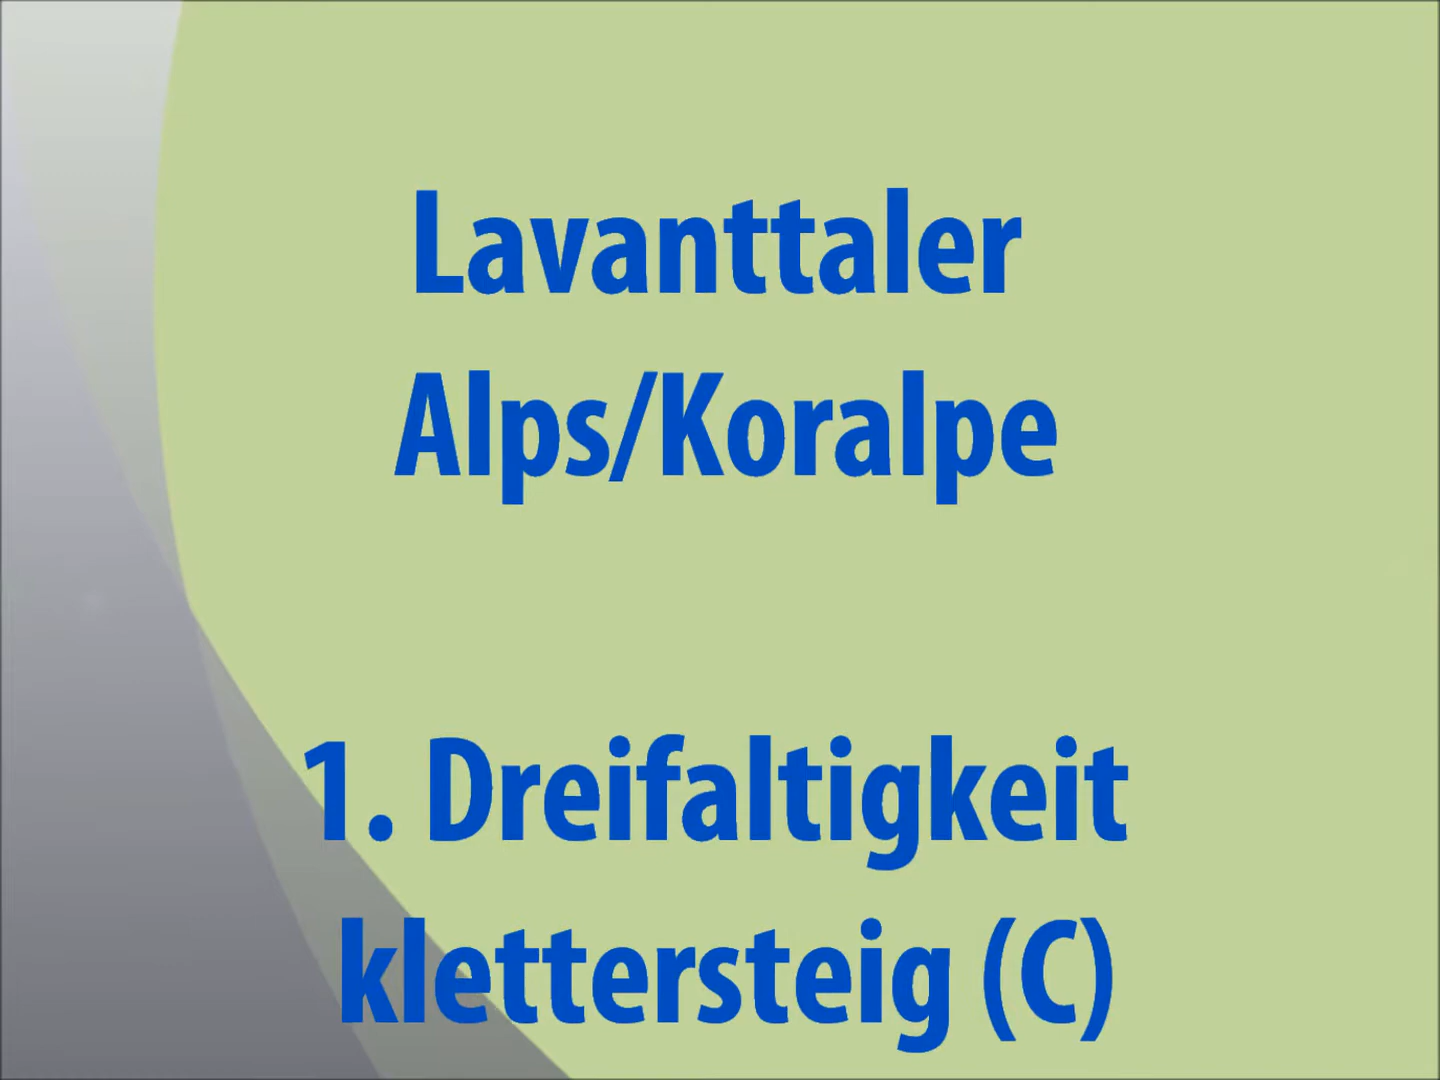 Lavanttaler
Alps/Koralpe
1. Dreifaltigkeit
klettersteig (C)